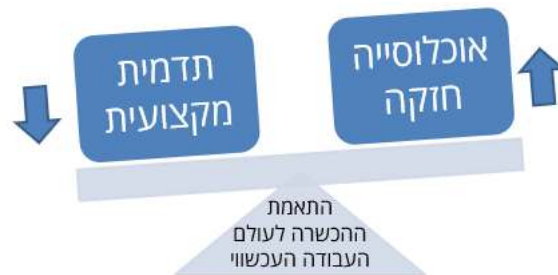 אוכלוסייה
חזקה
תדמית
מקצועית
התאמת
ההכשרה לעולם
העבודה העכשווי